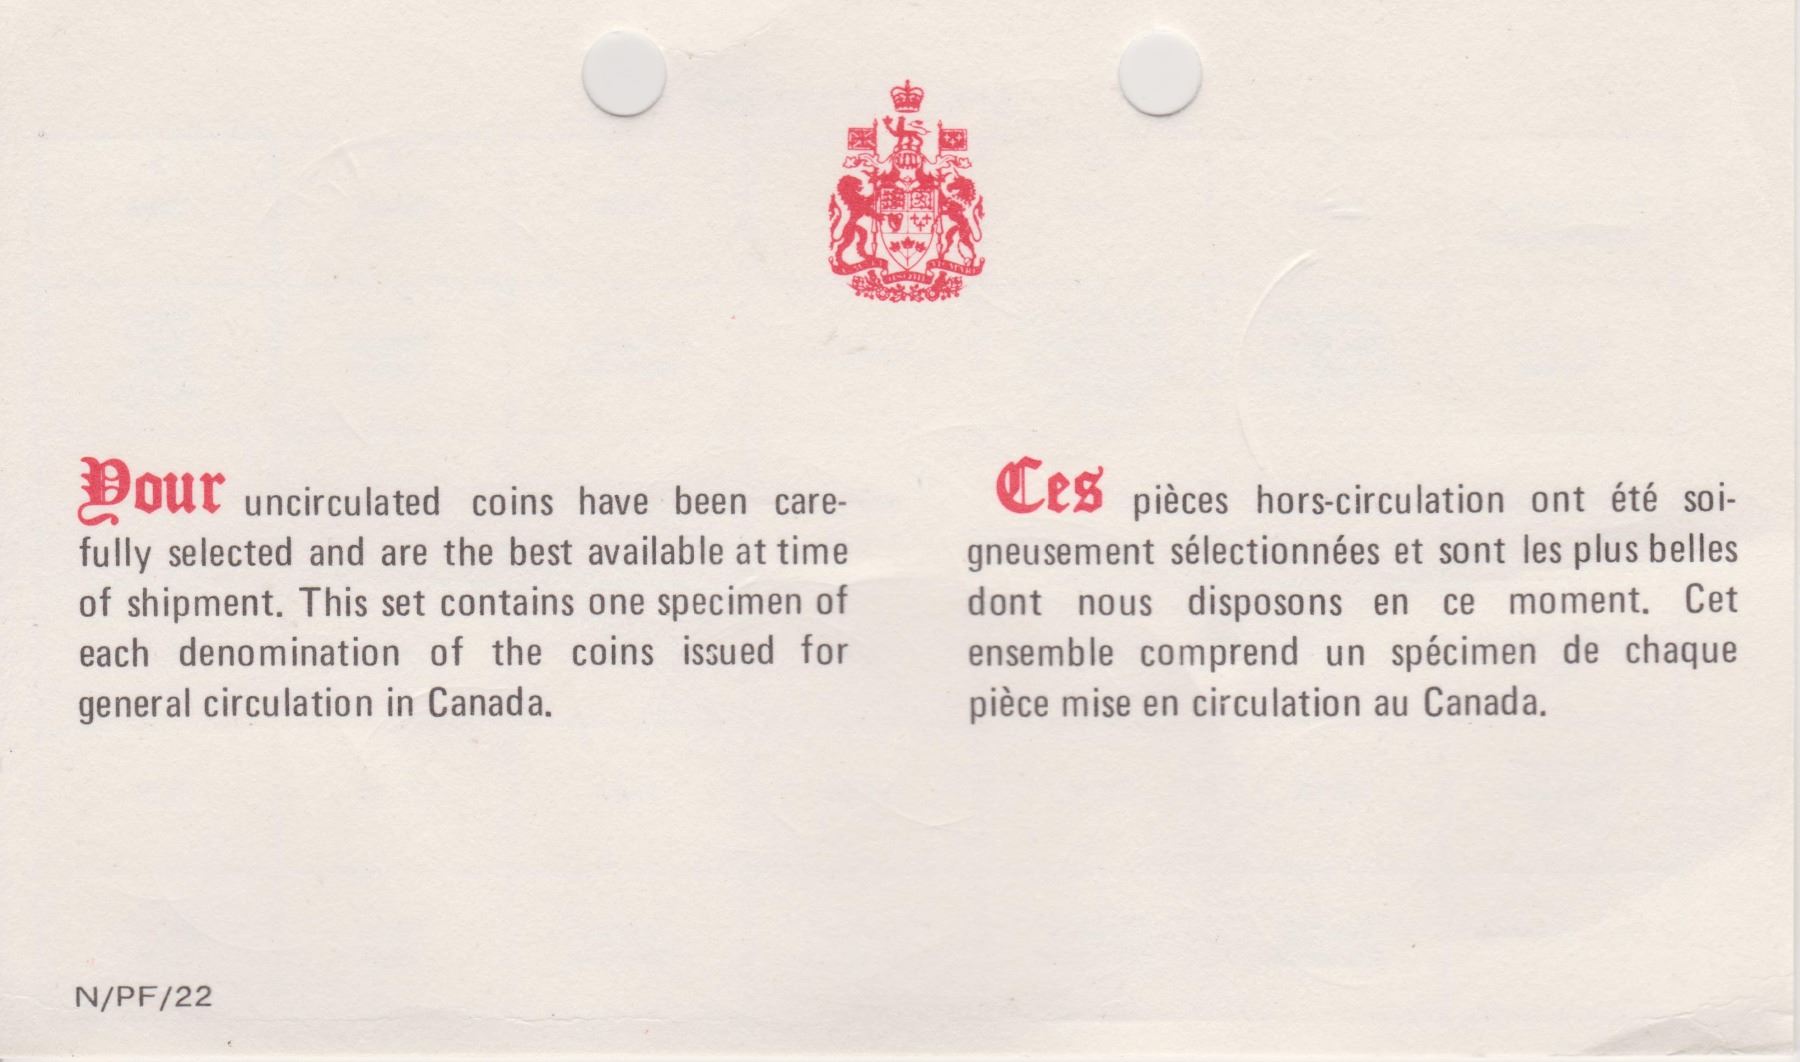 Your uncirculated coins have been care-
fully selected and are the best available at time
of shipment. This set contains one specimen of
each denomination of the coins issued for
general circulation in Canada.
Ces pièces hors-circulation ont été soi-
gneusement sélectionnées et sont les plus belles
dont nous disposons en ce moment. Cet
ensemble comprend un spécimen de chaque
pièce mise en circulation au Canada.
N/PF/22